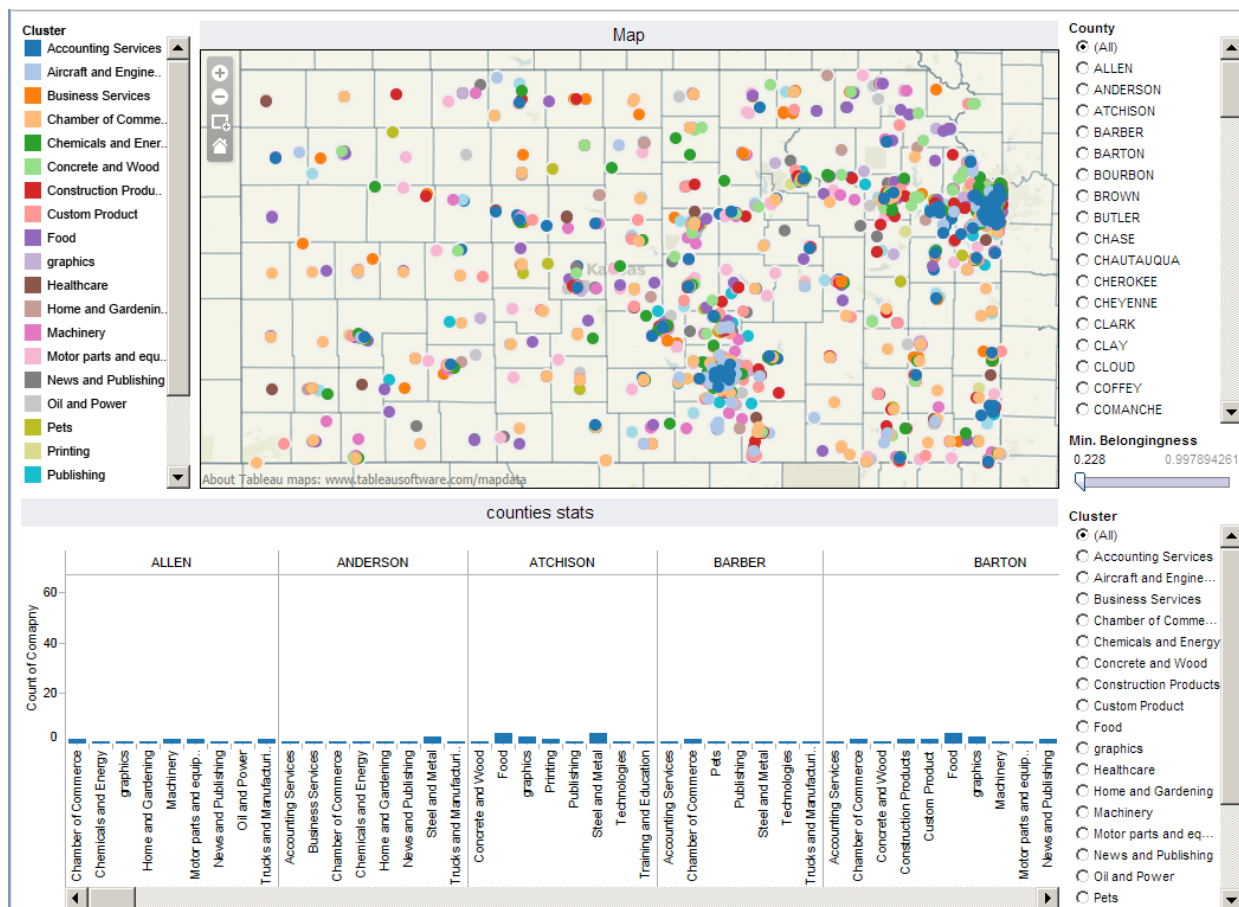 Cluster
Accounting Services
Aircraft and Engine..
Business Services
Chamber of Comme..
Chemicals and Ener..
Concrete and Wood
Construction Produ..
Custom Product
Food
graphics
Healthcare
Home and Gardenin..
Machinery
Motor parts and equ..
News and Publishing
Oil and Power
Pets
Printing
Publishing
Map
Kansas
About Tableau maps: www.tableausoftware.com/mapdata
County
(All)
ALLEN
ANDERSON
ATCHISON
BARBER
BARTON
BOURBON
BROWN
BUTLER
CHASE
CHAUTAUQUA
CHEROKEE
CHEYENNE
CLARK
CLAY
CLOUD
COFFEY
COMANCHE
Min. Belongingness
0.228 0.997894261
counties stats
ALLEN ANDERSON ATCHISON BARBER BARTON
Count of Comapny
60
40
20
0
Chamber of Commerce
Chemicals and Energy
graphics
Home and Gardening
Machinery
Motor parts and equip..
News and Publishing
Oil and Power
Trucks and Manufacturi..
Accounting Services
Business Services
Chamber of Commerce
Chemicals and Energy
Home and Gardening
News and Publishing
Steel and Metal
Trucks and Manufacturi..
Concrete and Wood
Food
graphics
Printing
Publishing
Steel and Metal
Technologies
Training and Education
Accounting Services
Chamber of Commerce
Pets
Publishing
Steel and Metal
Technologies
Trucks and Manufacturi..
Accounting Services
Chamber of Commerce
Concrete and Wood
Construction Products
Custom Product
Food
graphics
Machinery
Motor parts and equip..
News and Publishing
Cluster
(All)
Accounting Services
Aircraft and Engine...
Business Services
Chamber of Comme...
Chemicals and Energy
Concrete and Wood
Construction Products
Custom Product
Food
graphics
Healthcare
Home and Gardening
Machinery
Motor parts and eq...
News and Publishing
Oil and Power
Pets